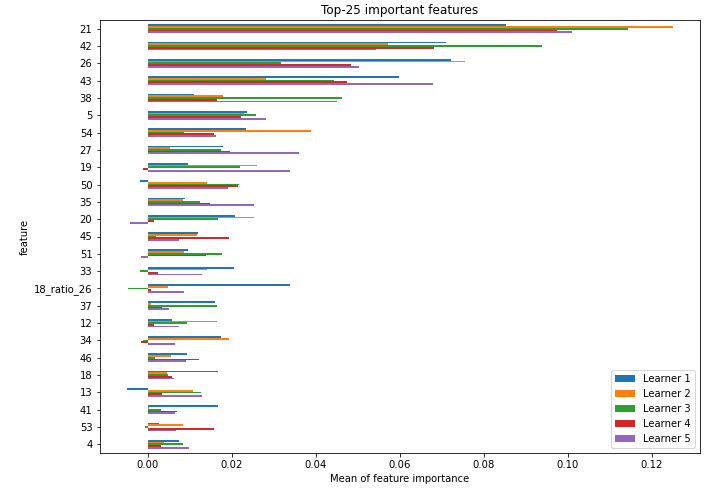 Top-25 important features
21
42
26
43
38
5
54
27
19
50
35
20
45
51
33
18_ratio_26
37
12
34
46
18
13
41
53
4
feature
Learner 1
Learner 2
Learner 3
Learner 4
Learner 5
0.00 0.02 0.04 0.06 0.08 0.10 0.12
Mean of feature importance